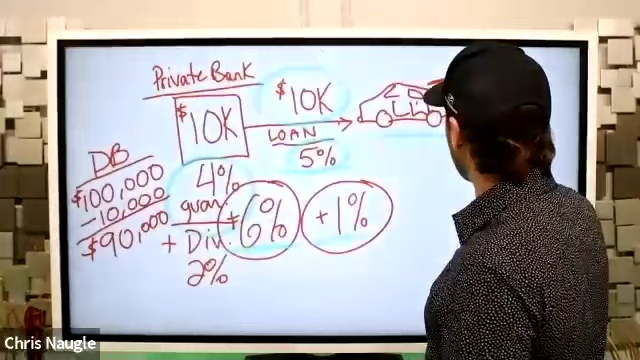 Private Bank
$10K
$10K
LOAN
5%
DB
$100,000
-10,000
$90,000
4%
guar.
+ Div.
2%
= 6%
+1%
Chris Naugle